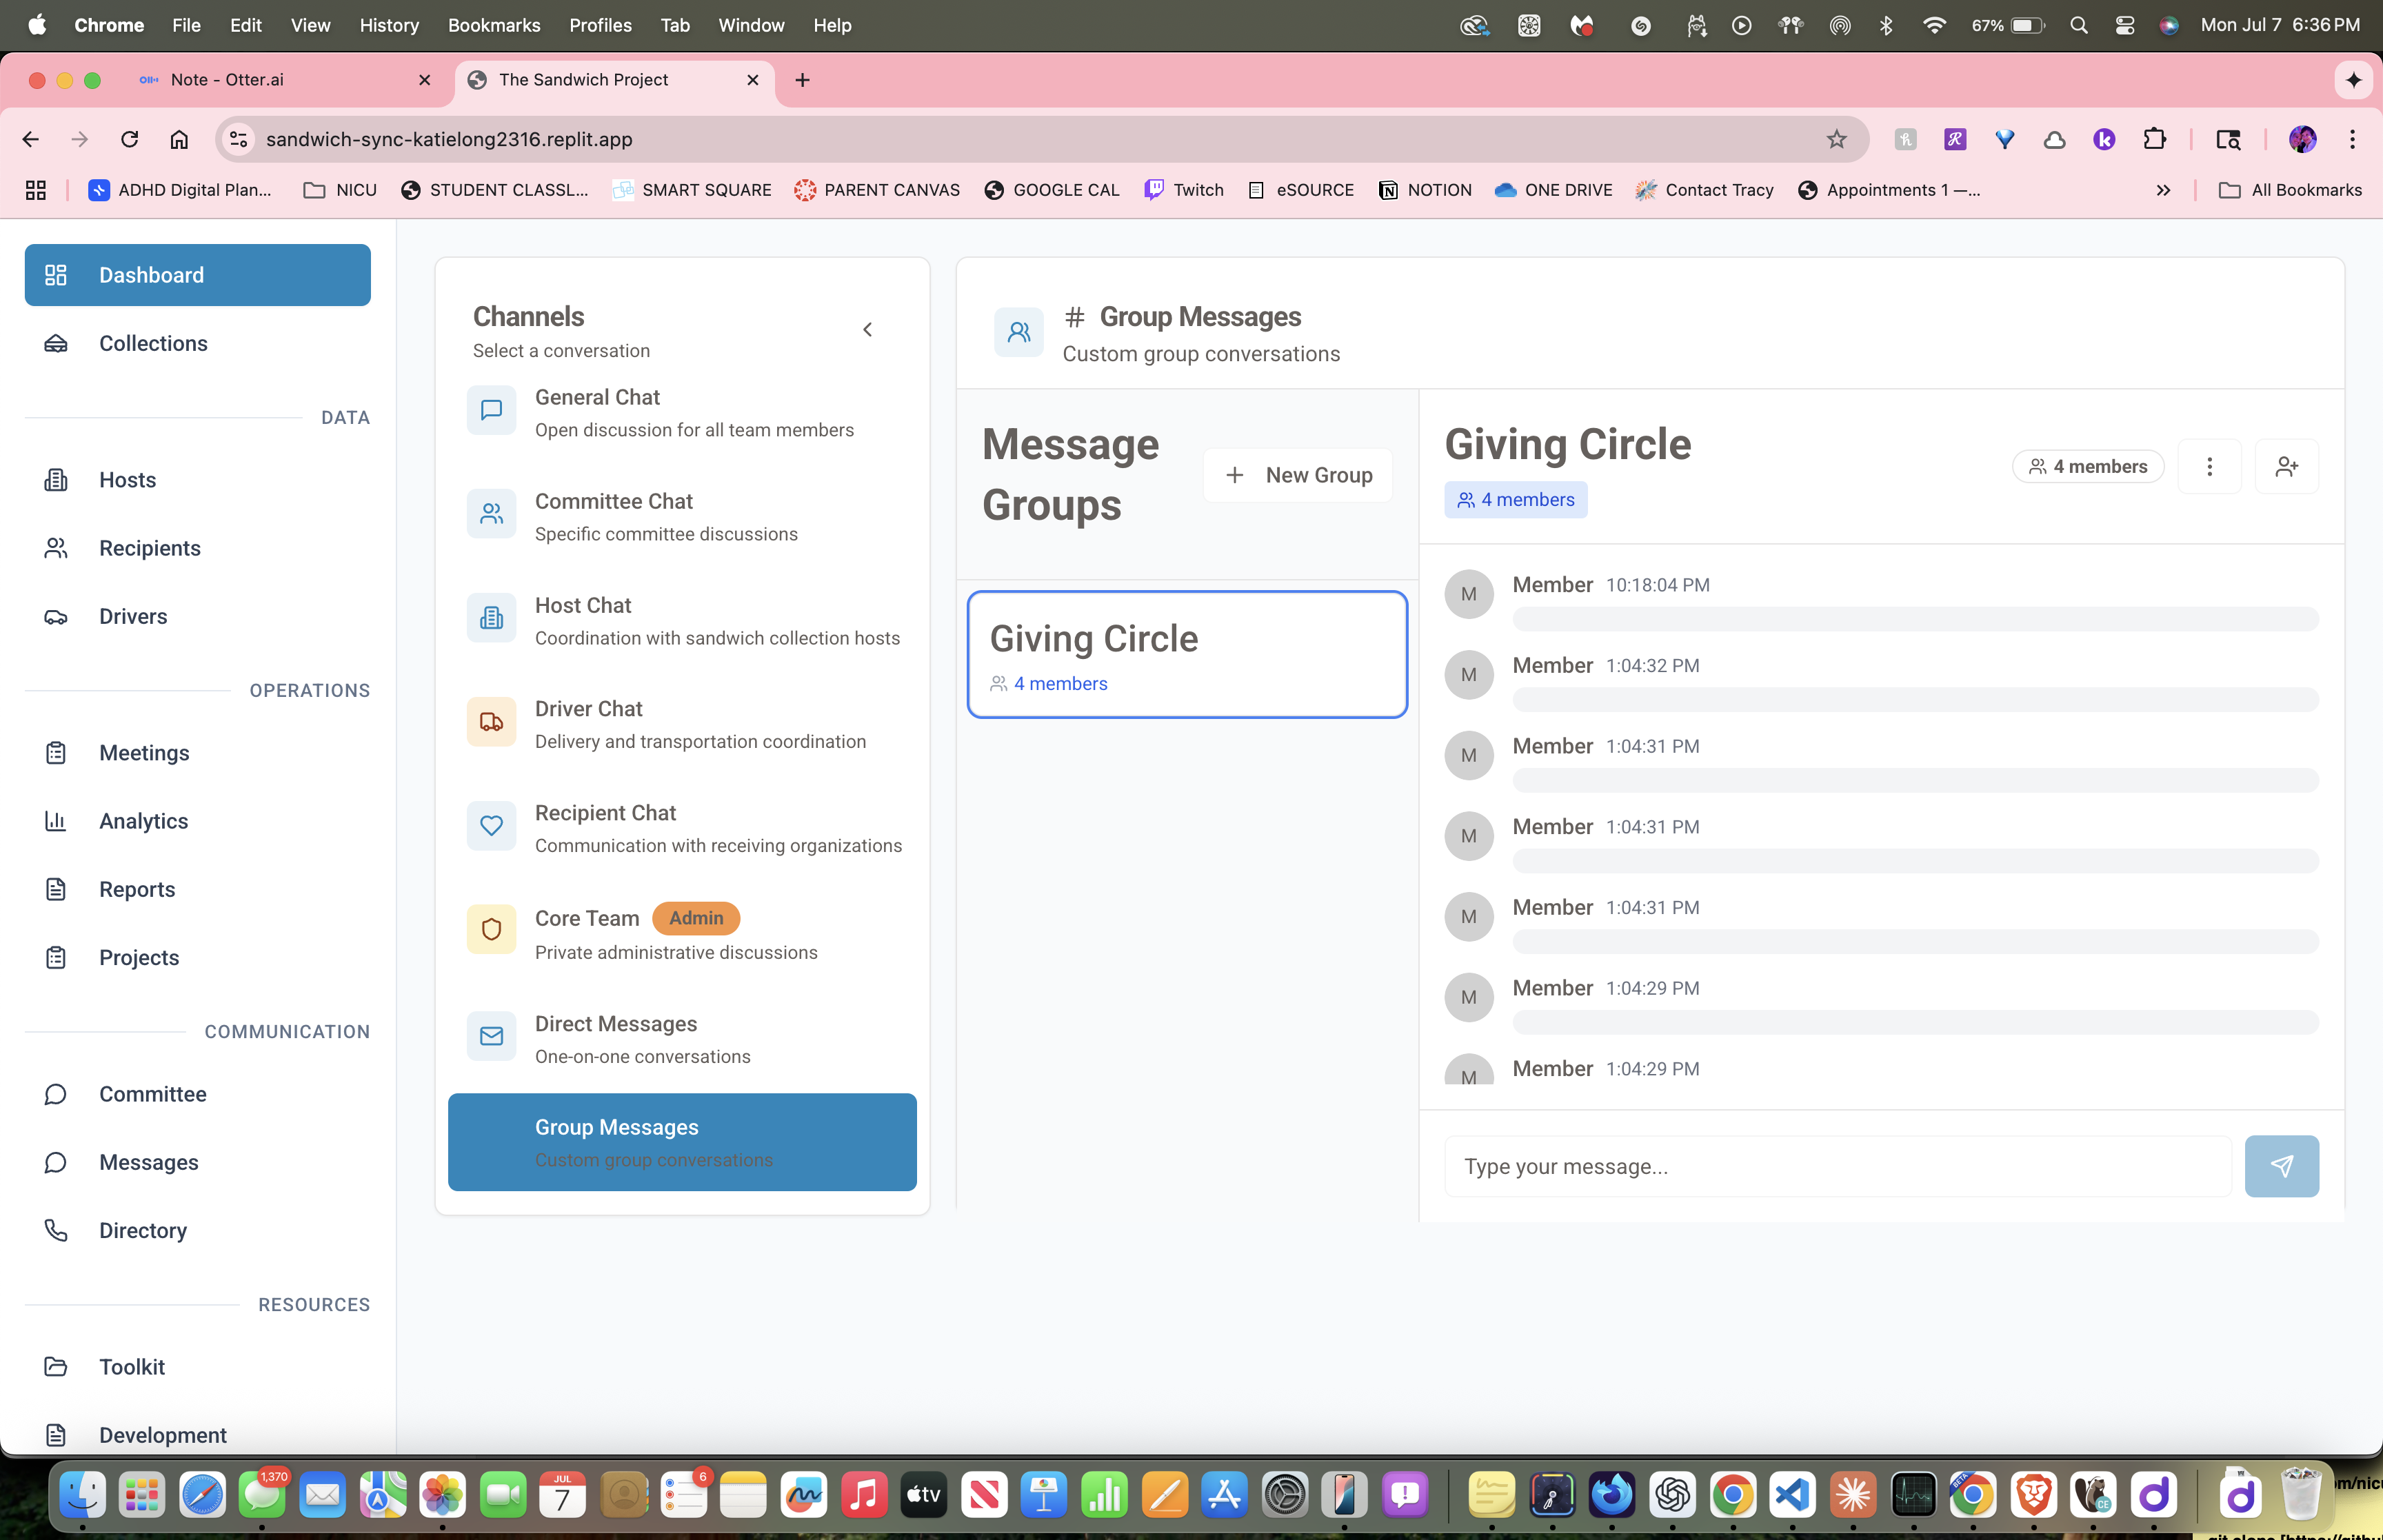 Chrome File Edit View History Bookmarks Profiles Tab Window Help 67% Mon Jul 7 6:36 PM
Note - Otter.ai
The Sandwich Project
sandwich-sync-katielong2316.replit.app
ADHD Digital Plan... NICU STUDENT CLASSL... SMART SQUARE PARENT CANVAS GOOGLE CAL Twitch eSOURCE NOTION ONE DRIVE Contact Tracy Appointments 1 —... All Bookmarks
Dashboard
Collections
DATA
Hosts
Recipients
Drivers
OPERATIONS
Meetings
Analytics
Reports
Projects
COMMUNICATION
Committee
Messages
Directory
RESOURCES
Toolkit
Development
Channels
Select a conversation
General Chat
Open discussion for all team members
Committee Chat
Specific committee discussions
Host Chat
Coordination with sandwich collection hosts
Driver Chat
Delivery and transportation coordination
Recipient Chat
Communication with receiving organizations
Core Team Admin
Private administrative discussions
Direct Messages
One-on-one conversations
Group Messages
Custom group conversations
# Group Messages
Custom group conversations
Message
Groups
+ New Group
Giving Circle
4 members
Giving Circle
4 members
4 members
M Member 10:18:04 PM
M Member 1:04:32 PM
M Member 1:04:31 PM
M Member 1:04:31 PM
M Member 1:04:31 PM
M Member 1:04:29 PM
M Member 1:04:29 PM
Type your message...
1,370
JUL
7
6
tv
BETA
CE
W